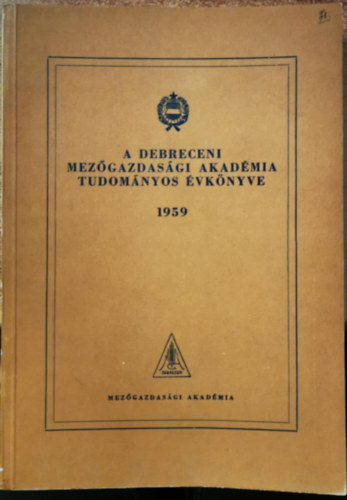 A DEBRECENI
MEZŐGAZDASÁGI AKADÉMIA
TUDOMÁNYOS ÉVKÖNYVE
1959
MEZŐGAZDASÁGI AKADÉMIA